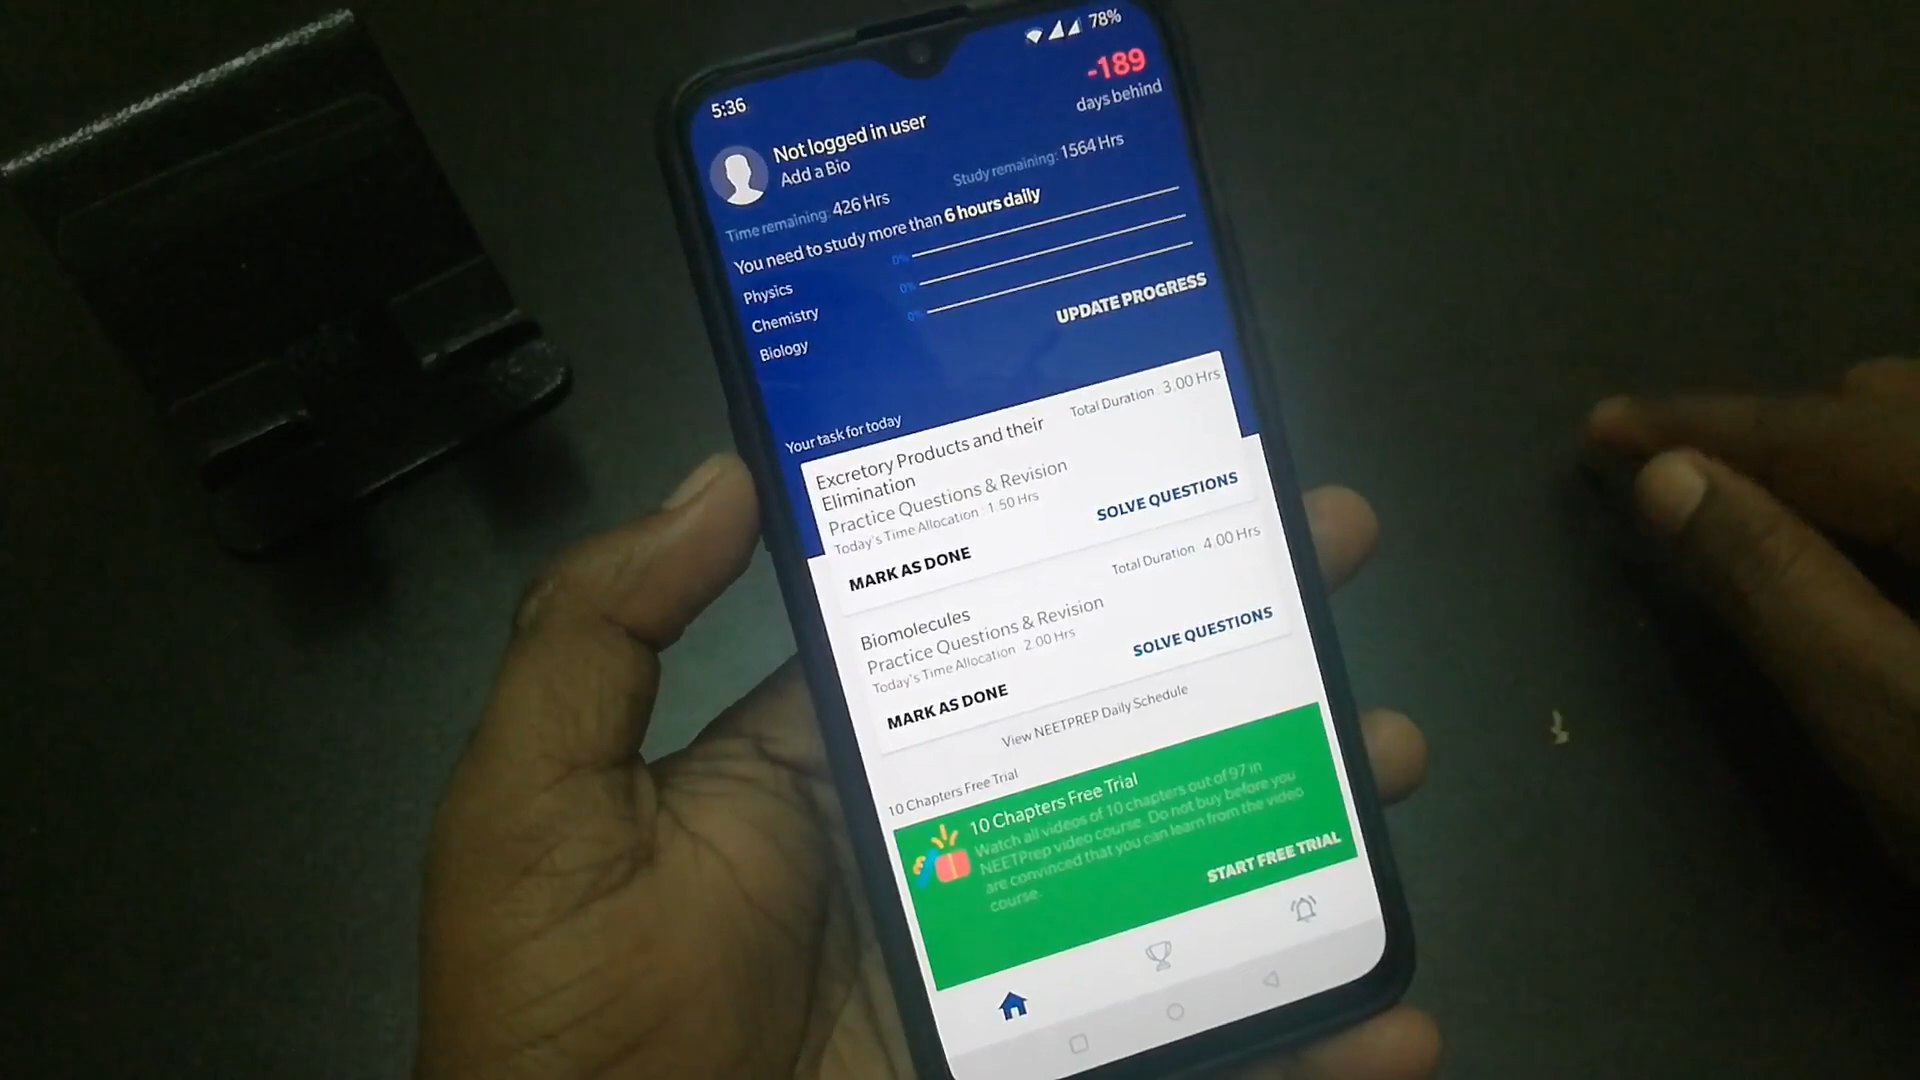 5:36
78%
-189
days behind
Not logged in user
Add a Bio
Time remaining: 426 Hrs
Study remaining: 1564 Hrs
You need to study more than 6 hours daily
Physics
0%
Chemistry
0%
Biology
0%
UPDATE PROGRESS
Your task for today
Excretory Products and their
Elimination
Total Duration : 3.00 Hrs
Practice Questions & Revision
Today's Time Allocation : 1.50 Hrs
MARK AS DONE
SOLVE QUESTIONS
Biomolecules
Total Duration 4.00 Hrs
Practice Questions & Revision
Today's Time Allocation 2.00 Hrs
MARK AS DONE
SOLVE QUESTIONS
View NEETPREP Daily Schedule
10 Chapters Free Trial
10 Chapters Free Trial
Watch all videos of 10 chapters out of 97 in
NEETPrep video course. Do not buy before you
are convinced that you can learn from the video
course.
START FREE TRIAL